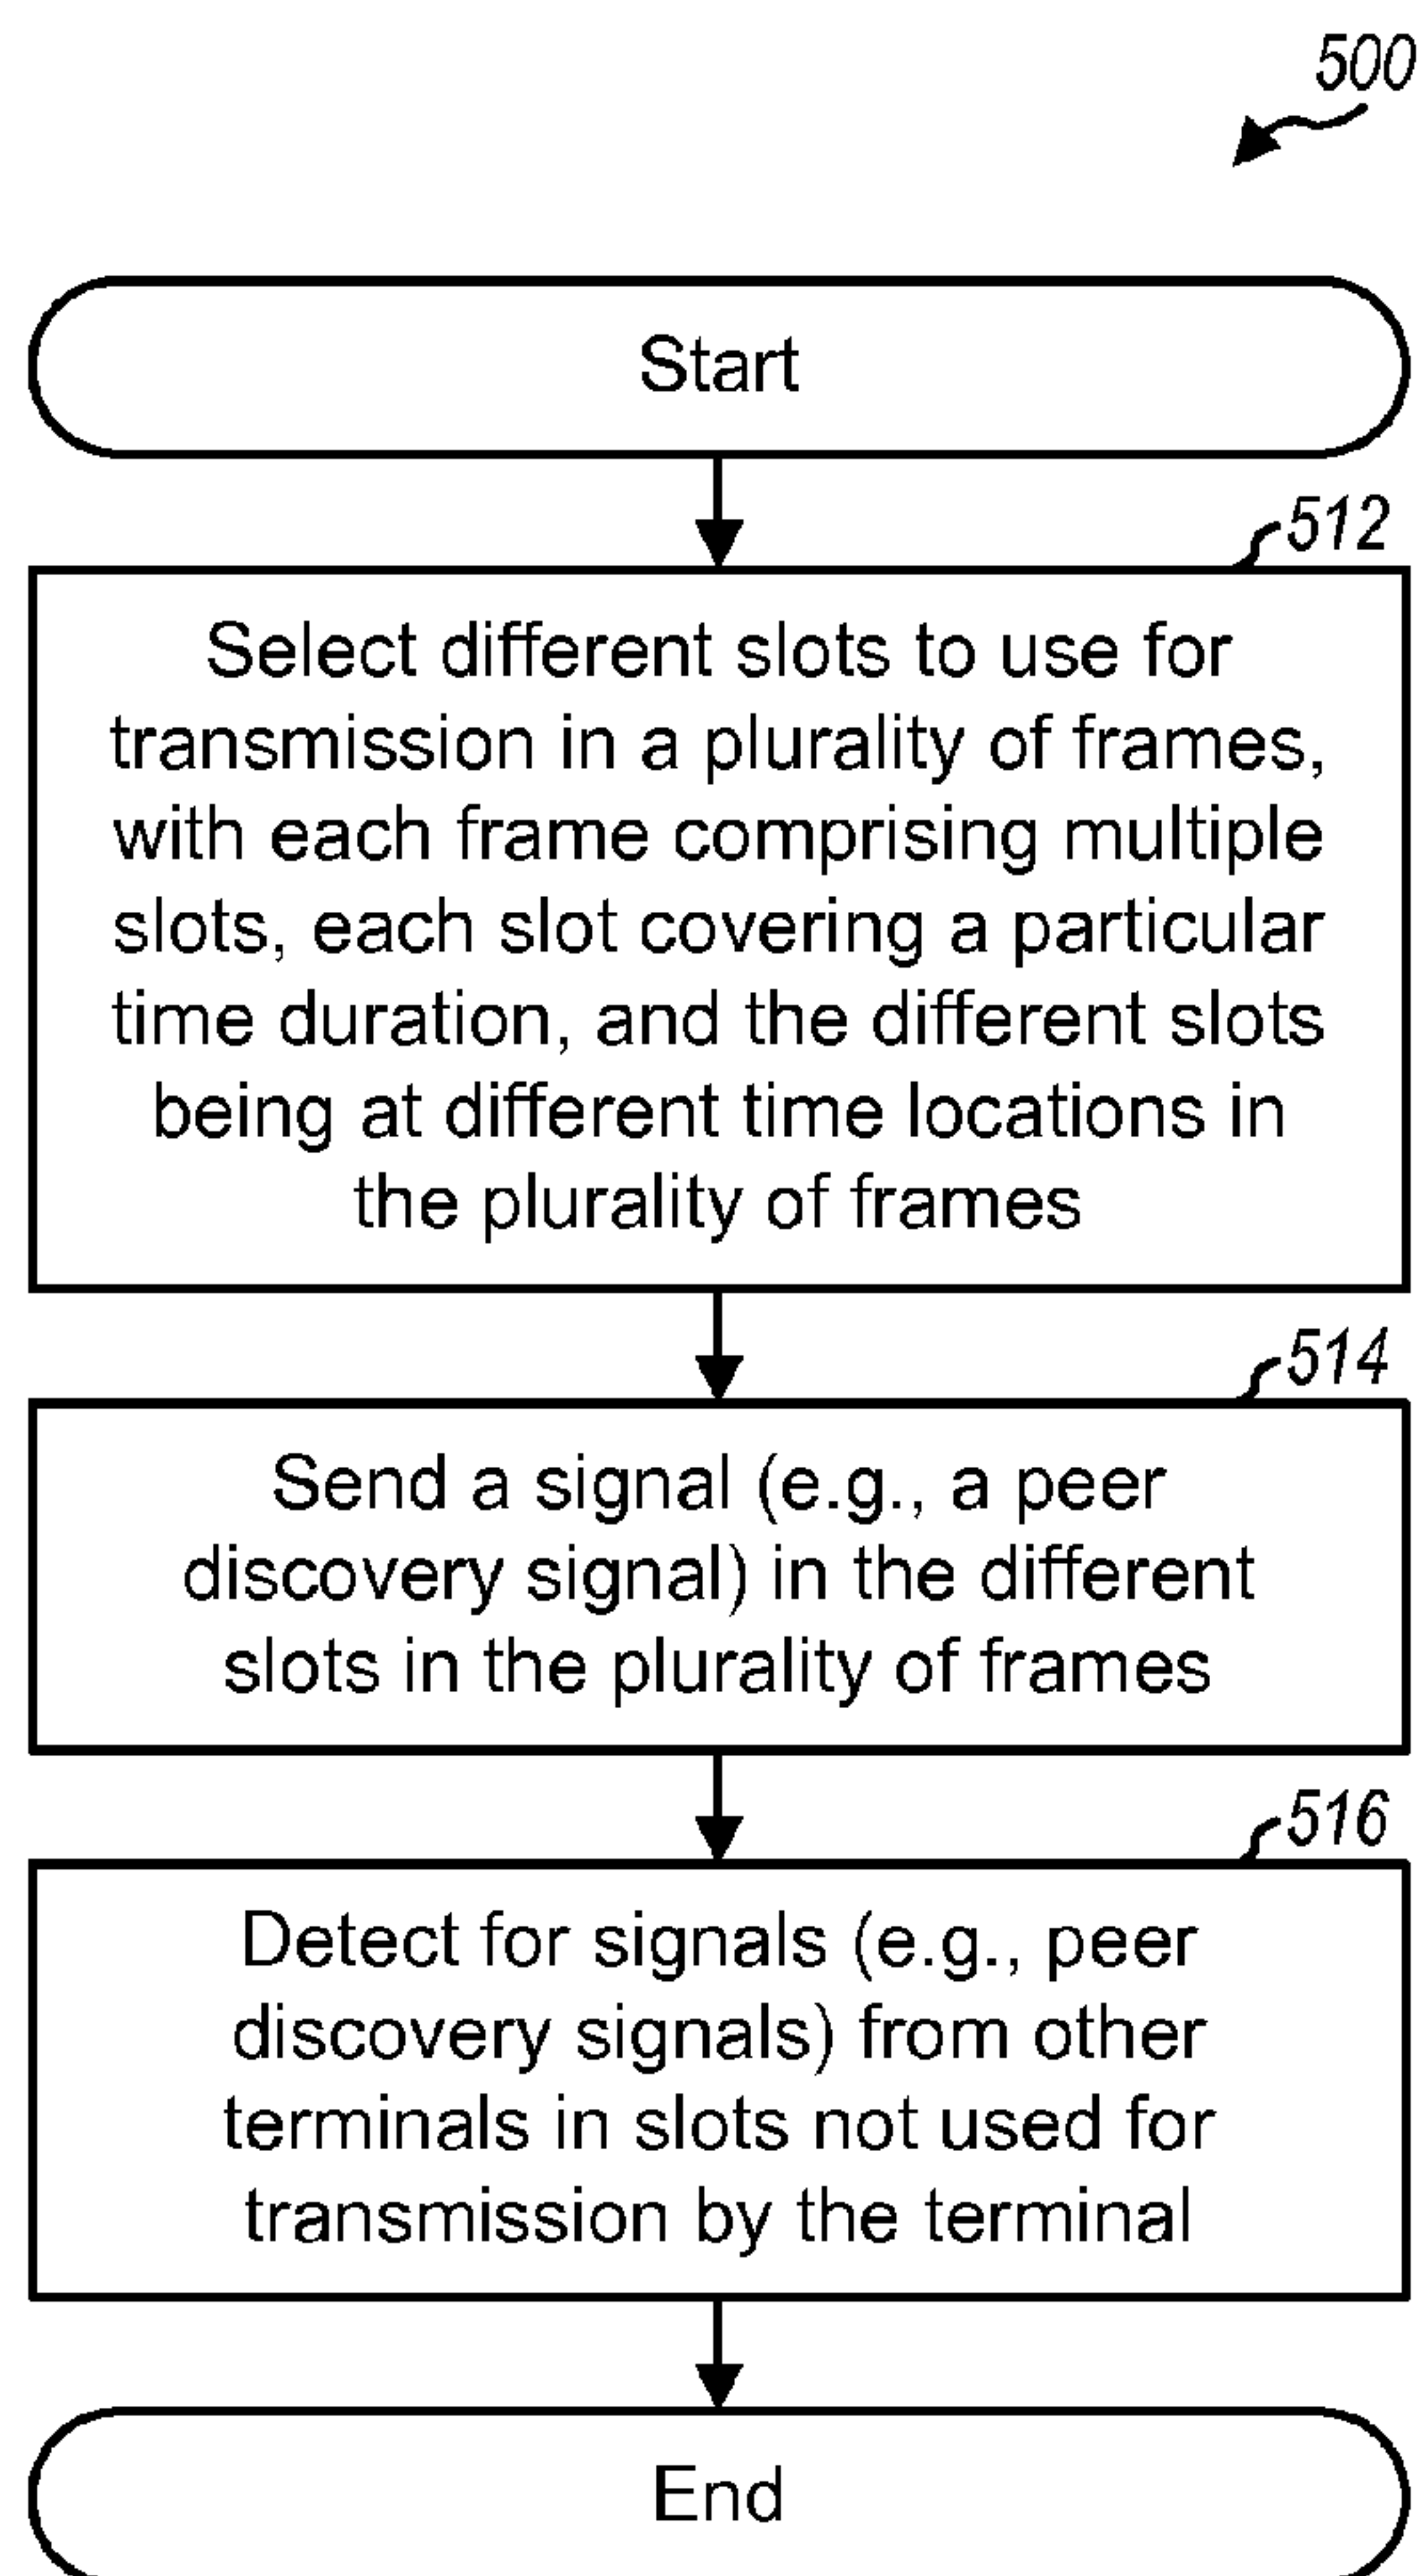 500
Start
512
Select different slots to use for
transmission in a plurality of frames,
with each frame comprising multiple
slots, each slot covering a particular
time duration, and the different slots
being at different time locations in
the plurality of frames
514
Send a signal (e.g., a peer
discovery signal) in the different
slots in the plurality of frames
516
Detect for signals (e.g., peer
discovery signals) from other
terminals in slots not used for
transmission by the terminal
End